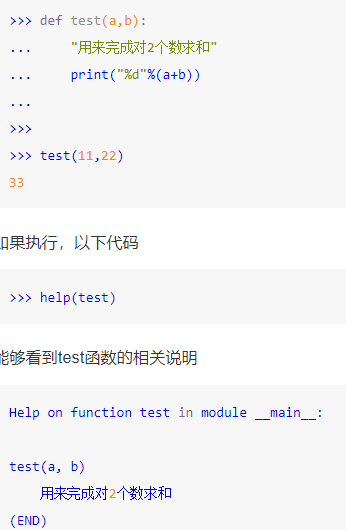 >>> def test(a,b):
...     "用来完成对2个数求和"
...     print("%d"%(a+b))
...
>>>
>>> test(11,22)
33
如果执行，以下代码
>>> help(test)
能够看到test函数的相关说明
Help on function test in module __main__:
test(a, b)
    用来完成对2个数求和
(END)